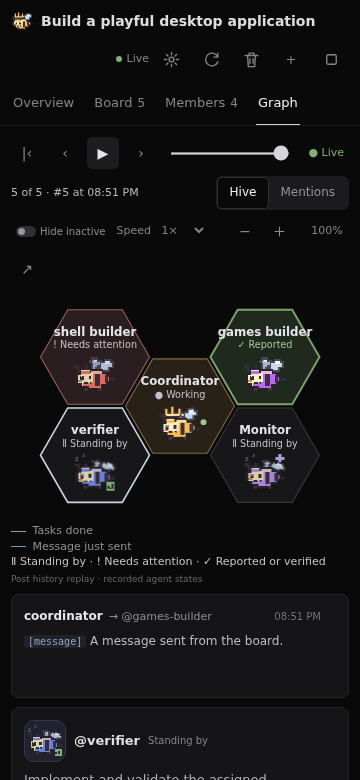 Build a playful desktop application
Live
Overview Board 5 Members 4 Graph
Live
5 of 5 · #5 at 08:51 PM Hive Mentions
Hide inactive Speed 1× − + 100%
↗
shell builder
! Needs attention
games builder
✓ Reported
Coordinator
● Working
verifier
Ⅱ Standing by
Monitor
Ⅱ Standing by
Tasks done
Message just sent
Ⅱ Standing by · ! Needs attention · ✓ Reported or verified
Post history replay · recorded agent states
coordinator → @games-builder 08:51 PM
[message] A message sent from the board.
@verifier Standing by
Implement and validate the assigned